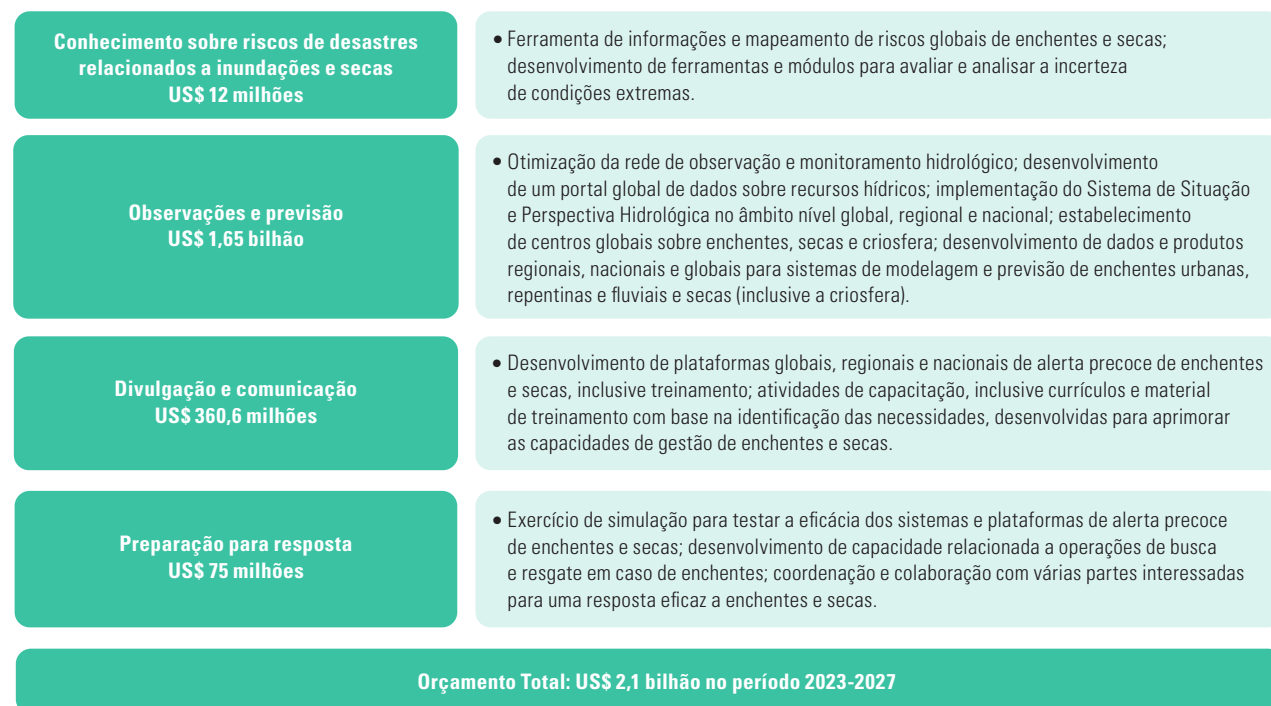 Conhecimento sobre riscos de desastres
relacionados a inundações e secas
US$ 12 milhões
• Ferramenta de informações e mapeamento de riscos globais de enchentes e secas;
desenvolvimento de ferramentas e módulos para avaliar e analisar a incerteza
de condições extremas.
Observações e previsão
US$ 1,65 bilhão
• Otimização da rede de observação e monitoramento hidrológico; desenvolvimento
de um portal global de dados sobre recursos hídricos; implementação do Sistema de Situação
e Perspectiva Hidrológica no âmbito nível global, regional e nacional; estabelecimento
de centros globais sobre enchentes, secas e criosfera; desenvolvimento de dados e produtos
regionais, nacionais e globais para sistemas de modelagem e previsão de enchentes urbanas,
repentinas e fluviais e secas (inclusive a criosfera).
Divulgação e comunicação
US$ 360,6 milhões
• Desenvolvimento de plataformas globais, regionais e nacionais de alerta precoce de enchentes
e secas, inclusive treinamento; atividades de capacitação, inclusive currículos e material
de treinamento com base na identificação das necessidades, desenvolvidas para aprimorar
as capacidades de gestão de enchentes e secas.
Preparação para resposta
US$ 75 milhões
• Exercício de simulação para testar a eficácia dos sistemas e plataformas de alerta precoce
de enchentes e secas; desenvolvimento de capacidade relacionada a operações de busca
e resgate em caso de enchentes; coordenação e colaboração com várias partes interessadas
para uma resposta eficaz a enchentes e secas.
Orçamento Total: US$ 2,1 bilhão no período 2023-2027